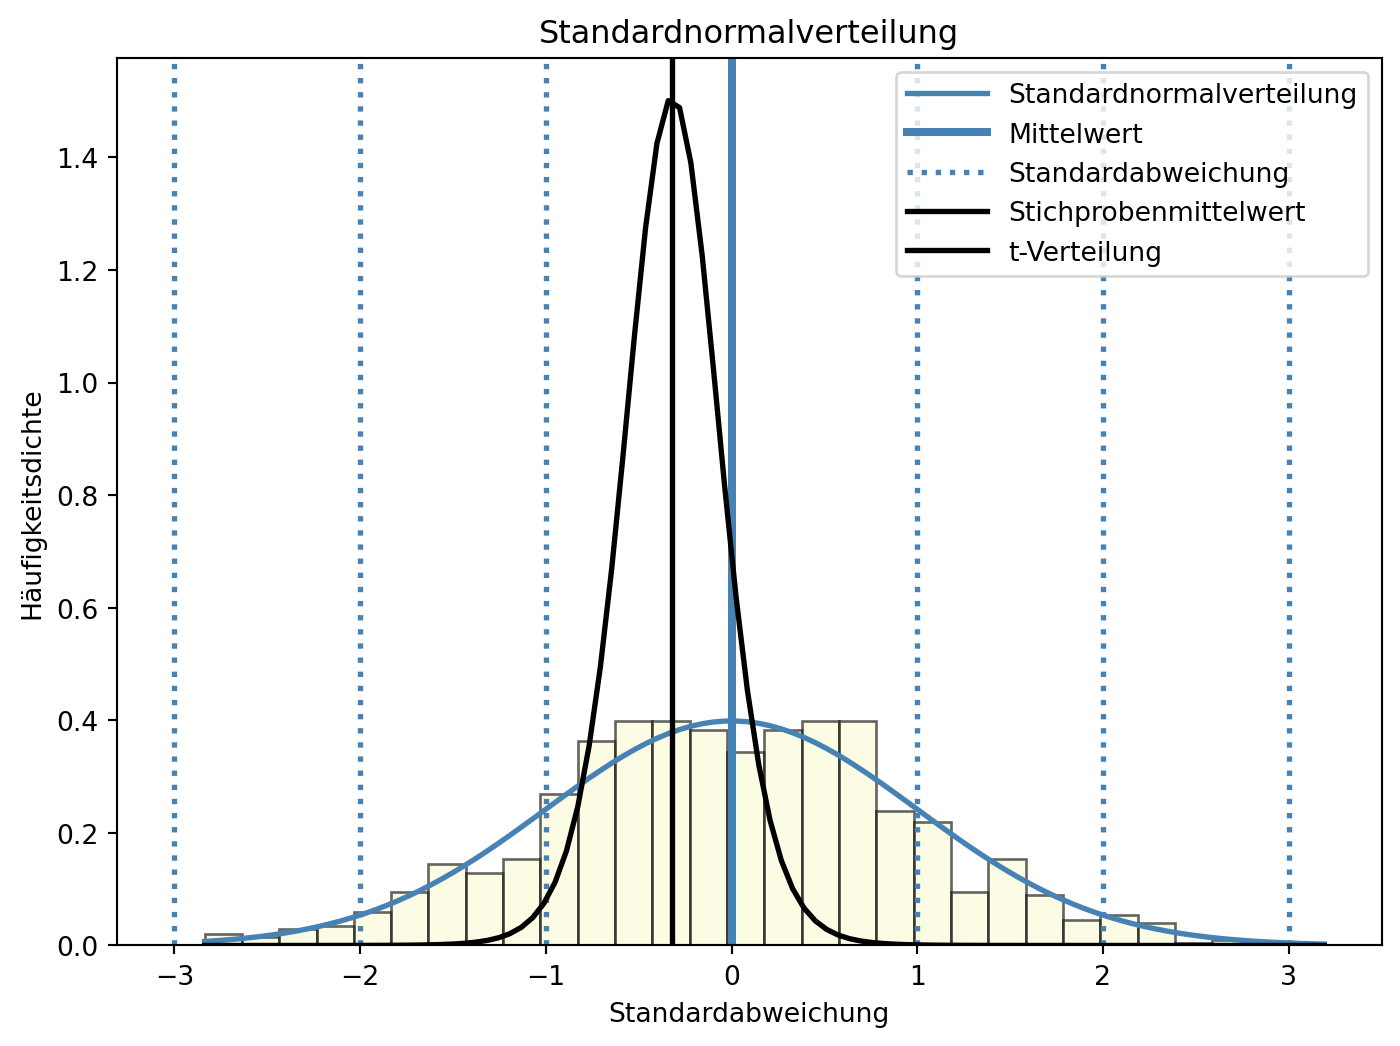 Standardnormalverteilung
Standardnormalverteilung
Mittelwert
Standardabweichung
Stichprobenmittelwert
t-Verteilung
Häufigkeitsdichte
1.4
1.2
1.0
0.8
0.6
0.4
0.2
0.0
−3 −2 −1 0 1 2 3
Standardabweichung